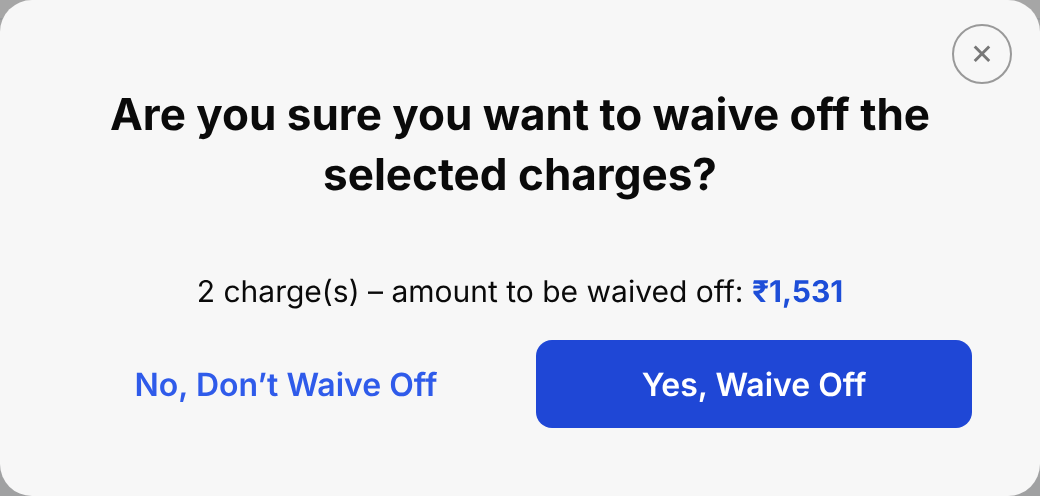 Are you sure you want to waive off the
selected charges?
2 charge(s) – amount to be waived off: ₹1,531
No, Don’t Waive Off
Yes, Waive Off